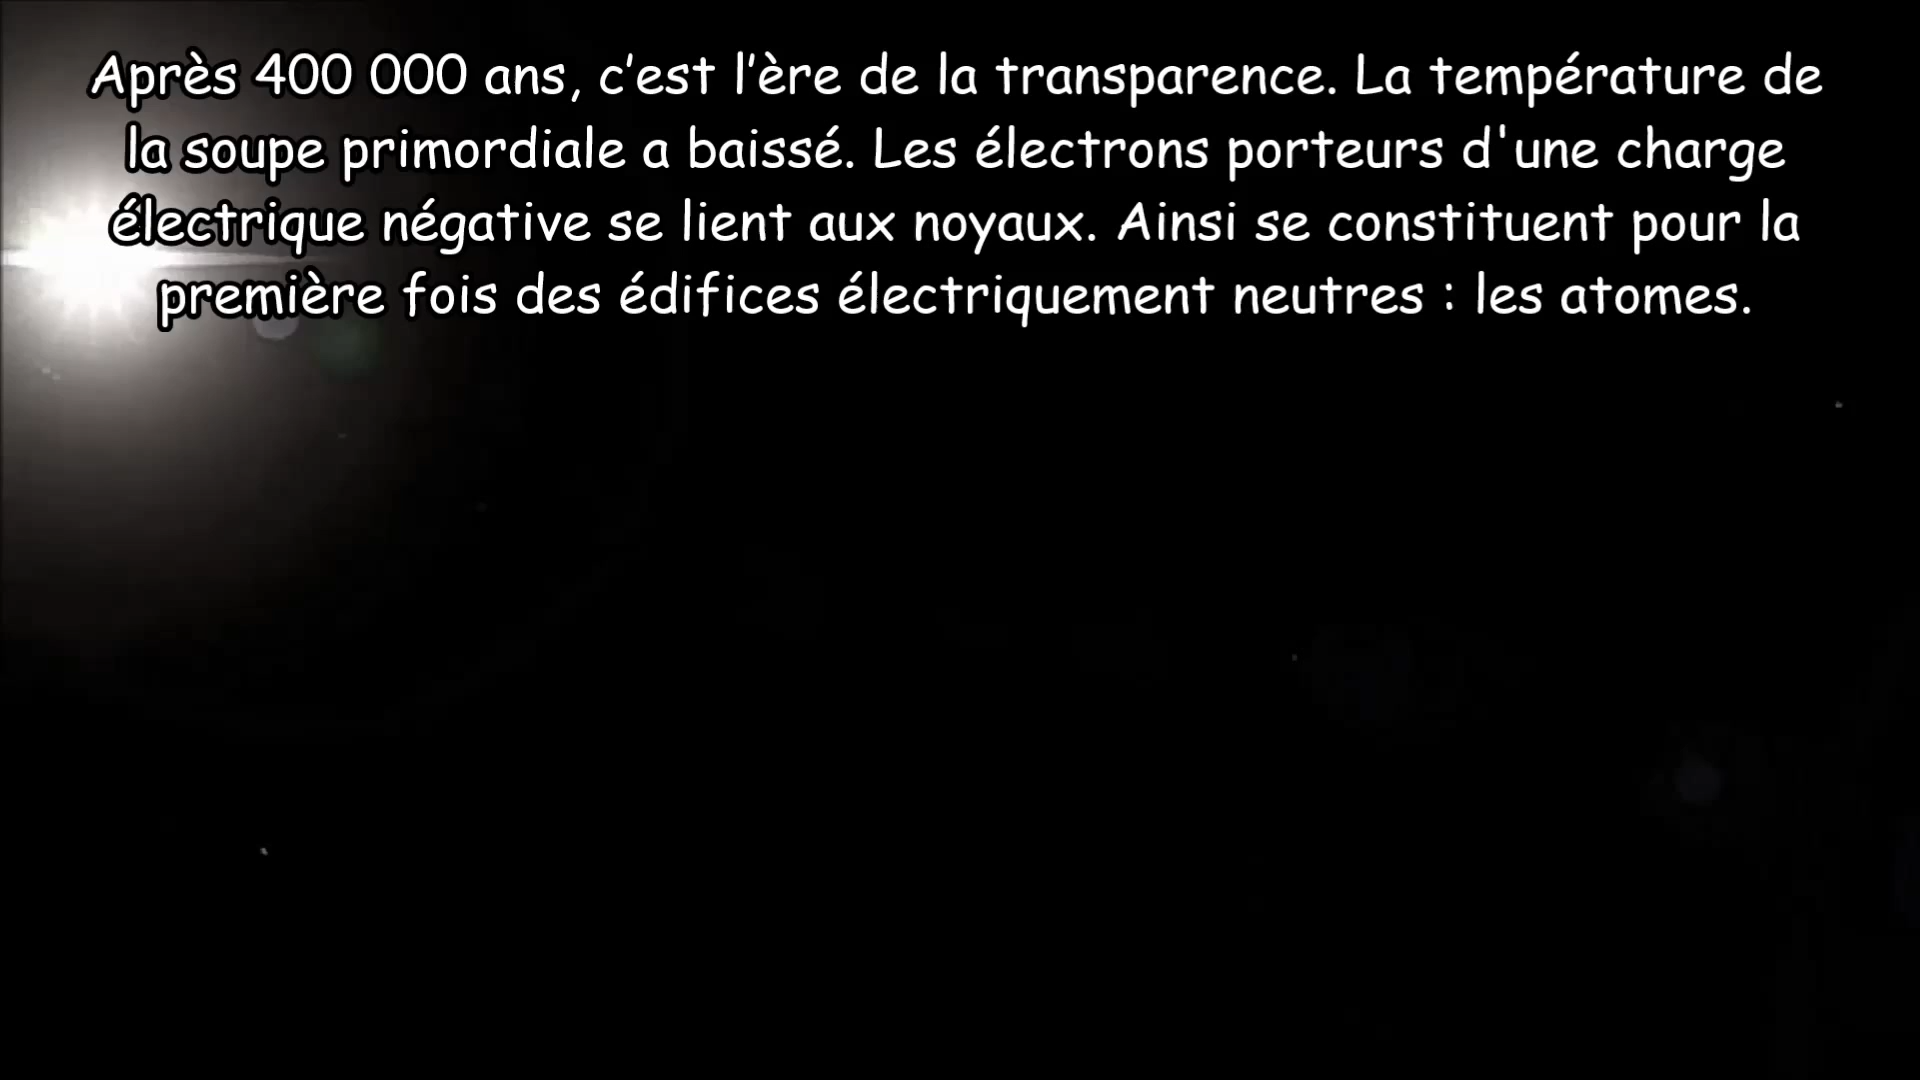 Après 400 000 ans, c’est l’ère de la transparence. La température de
la soupe primordiale a baissé. Les électrons porteurs d'une charge
électrique négative se lient aux noyaux. Ainsi se constituent pour la
première fois des édifices électriquement neutres : les atomes.